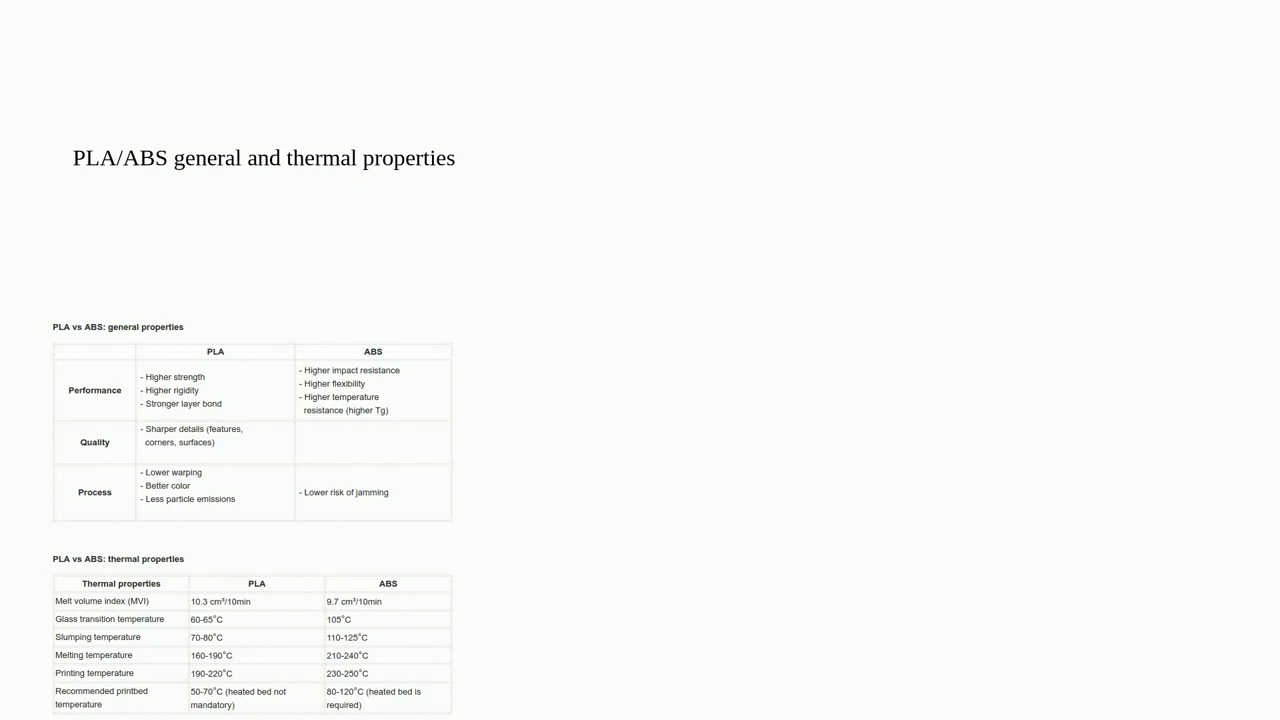 PLA/ABS general and thermal properties
PLA vs ABS: general properties
PLA ABS
Performance
- Higher strength
- Higher rigidity
- Stronger layer bond
- Higher impact resistance
- Higher flexibility
- Higher temperature
resistance (higher Tg)
Quality
- Sharper details (features,
corners, surfaces)
Process
- Lower warping
- Better color
- Less particle emissions
- Lower risk of jamming
PLA vs ABS: thermal properties
Thermal properties PLA ABS
Melt volume index (MVI) 10.3 cm³/10min 9.7 cm³/10min
Glass transition temperature 60-65°C 105°C
Slumping temperature 70-80°C 110-125°C
Melting temperature 160-190°C 210-240°C
Printing temperature 190-220°C 230-250°C
Recommended printbed
temperature
50-70°C (heated bed not
mandatory)
80-120°C (heated bed is
required)